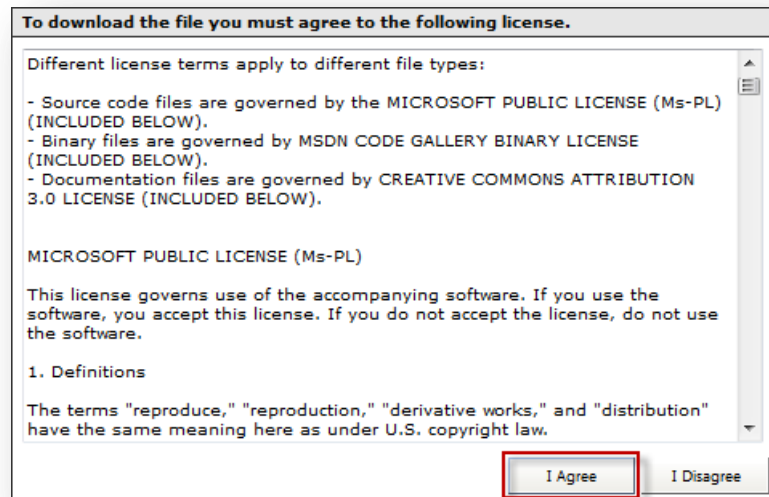 To download the file you must agree to the following license.
Different license terms apply to different file types:
- Source code files are governed by the MICROSOFT PUBLIC LICENSE (Ms-PL)
(INCLUDED BELOW).
- Binary files are governed by MSDN CODE GALLERY BINARY LICENSE
(INCLUDED BELOW).
- Documentation files are governed by CREATIVE COMMONS ATTRIBUTION
3.0 LICENSE (INCLUDED BELOW).
MICROSOFT PUBLIC LICENSE (Ms-PL)
This license governs use of the accompanying software. If you use the
software, you accept this license. If you do not accept the license, do not use
the software.
1. Definitions
The terms "reproduce," "reproduction," "derivative works," and "distribution"
have the same meaning here as under U.S. copyright law.
I Agree
I Disagree